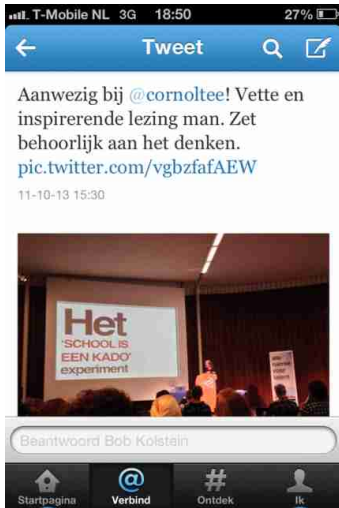 T-Mobile NL 3G 18:50 27%
Tweet
Aanwezig bij @cornoltee! Vette en
inspirerende lezing man. Zet
behoorlijk aan het denken.
pic.twitter.com/vgbzfafAEW
11-10-13 15:30
Het
'SCHOOL IS
EEN KADO'
experiment
Beantwoord Bob Kolstein
Startpagina Verbind Ontdek Ik